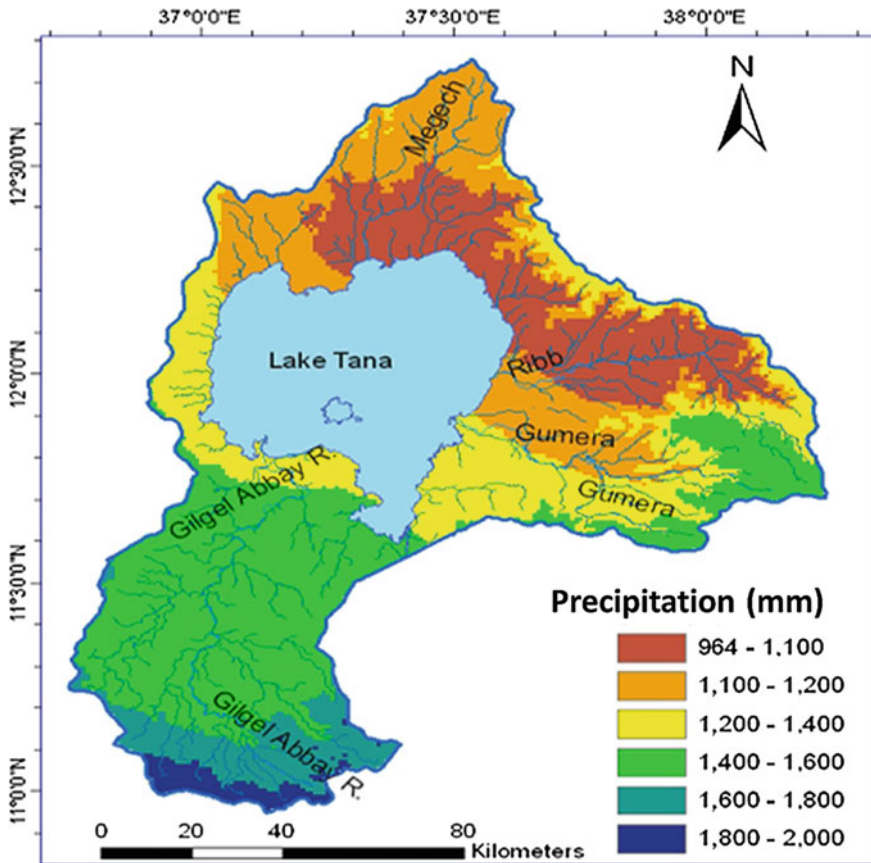 37°0'0"E 37°30'0"E 38°0'0"E
N
Megech
12°30'0"N
Lake Tana
Ribb
12°0'0"N
Gumera
Gilgel Abbay R.
Gumera
11°30'0"N
Precipitation (mm)
964 - 1,100
1,100 - 1,200
1,200 - 1,400
1,400 - 1,600
1,600 - 1,800
1,800 - 2,000
Gilgel Abbay R.
11°0'0"N
0 20 40 80
Kilometers